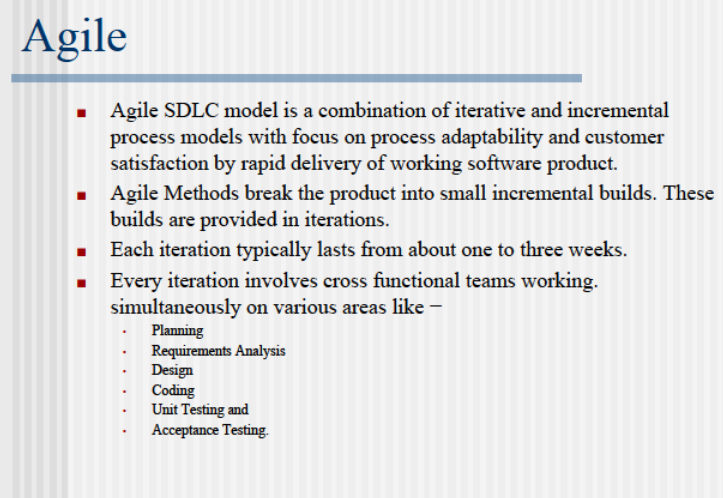 Agile
Agile SDLC model is a combination of iterative and incremental
process models with focus on process adaptability and customer
satisfaction by rapid delivery of working software product.
Agile Methods break the product into small incremental builds. These
builds are provided in iterations.
Each iteration typically lasts from about one to three weeks.
Every iteration involves cross functional teams working.
simultaneously on various areas like −
Planning
Requirements Analysis
Design
Coding
Unit Testing and
Acceptance Testing.